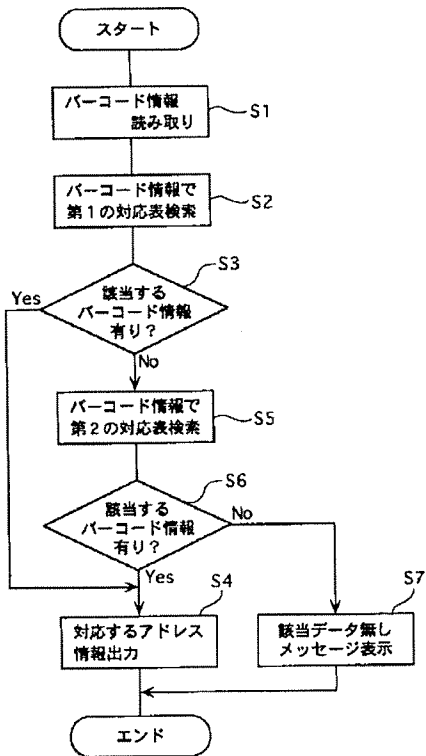 スタート
バーコード情報
読み取り
S1
バーコード情報で
第1の対応表検索
S2
S3
Yes
該当する
バーコード情報
有り？
No
バーコード情報で
第2の対応表検索
S5
S6
該当する
バーコード情報
有り？
No
Yes
S4
S7
対応するアドレス
情報出力
該当データ無し
メッセージ表示
エンド